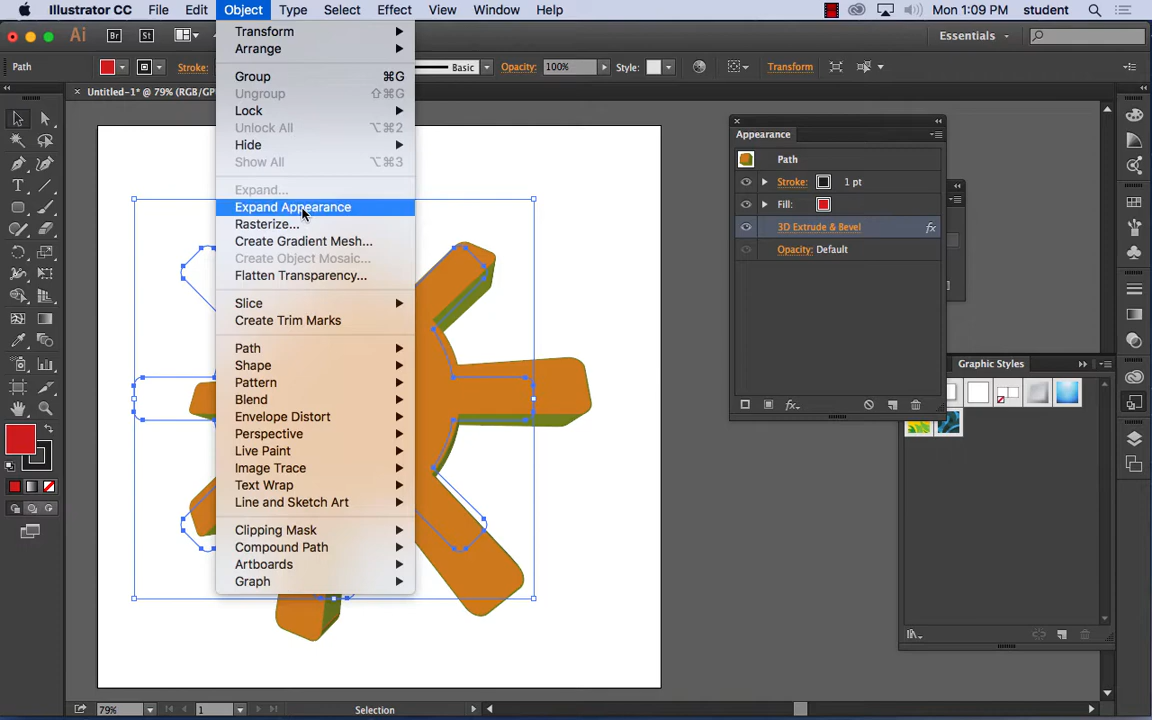 Illustrator CC File Edit Object Type Select Effect View Window Help Mon 1:09 PM student
Ai Br St Essentials
Path Stroke: Basic Opacity: 100% Style: Transform
× Untitled-1* @ 79% (RGB/GP
Transform
Arrange
Group ⌘G
Ungroup ⇧⌘G
Lock
Unlock All ⌥⌘2
Hide
Show All ⌥⌘3
Expand...
Expand Appearance
Rasterize...
Create Gradient Mesh...
Create Object Mosaic...
Flatten Transparency...
Slice
Create Trim Marks
Path
Shape
Pattern
Blend
Envelope Distort
Perspective
Live Paint
Image Trace
Text Wrap
Line and Sketch Art
Clipping Mask
Compound Path
Artboards
Graph
Appearance
Path
Stroke: 1 pt
Fill:
3D Extrude & Bevel fx
Opacity: Default
fx
Graphic Styles
T
79% 1 Selection